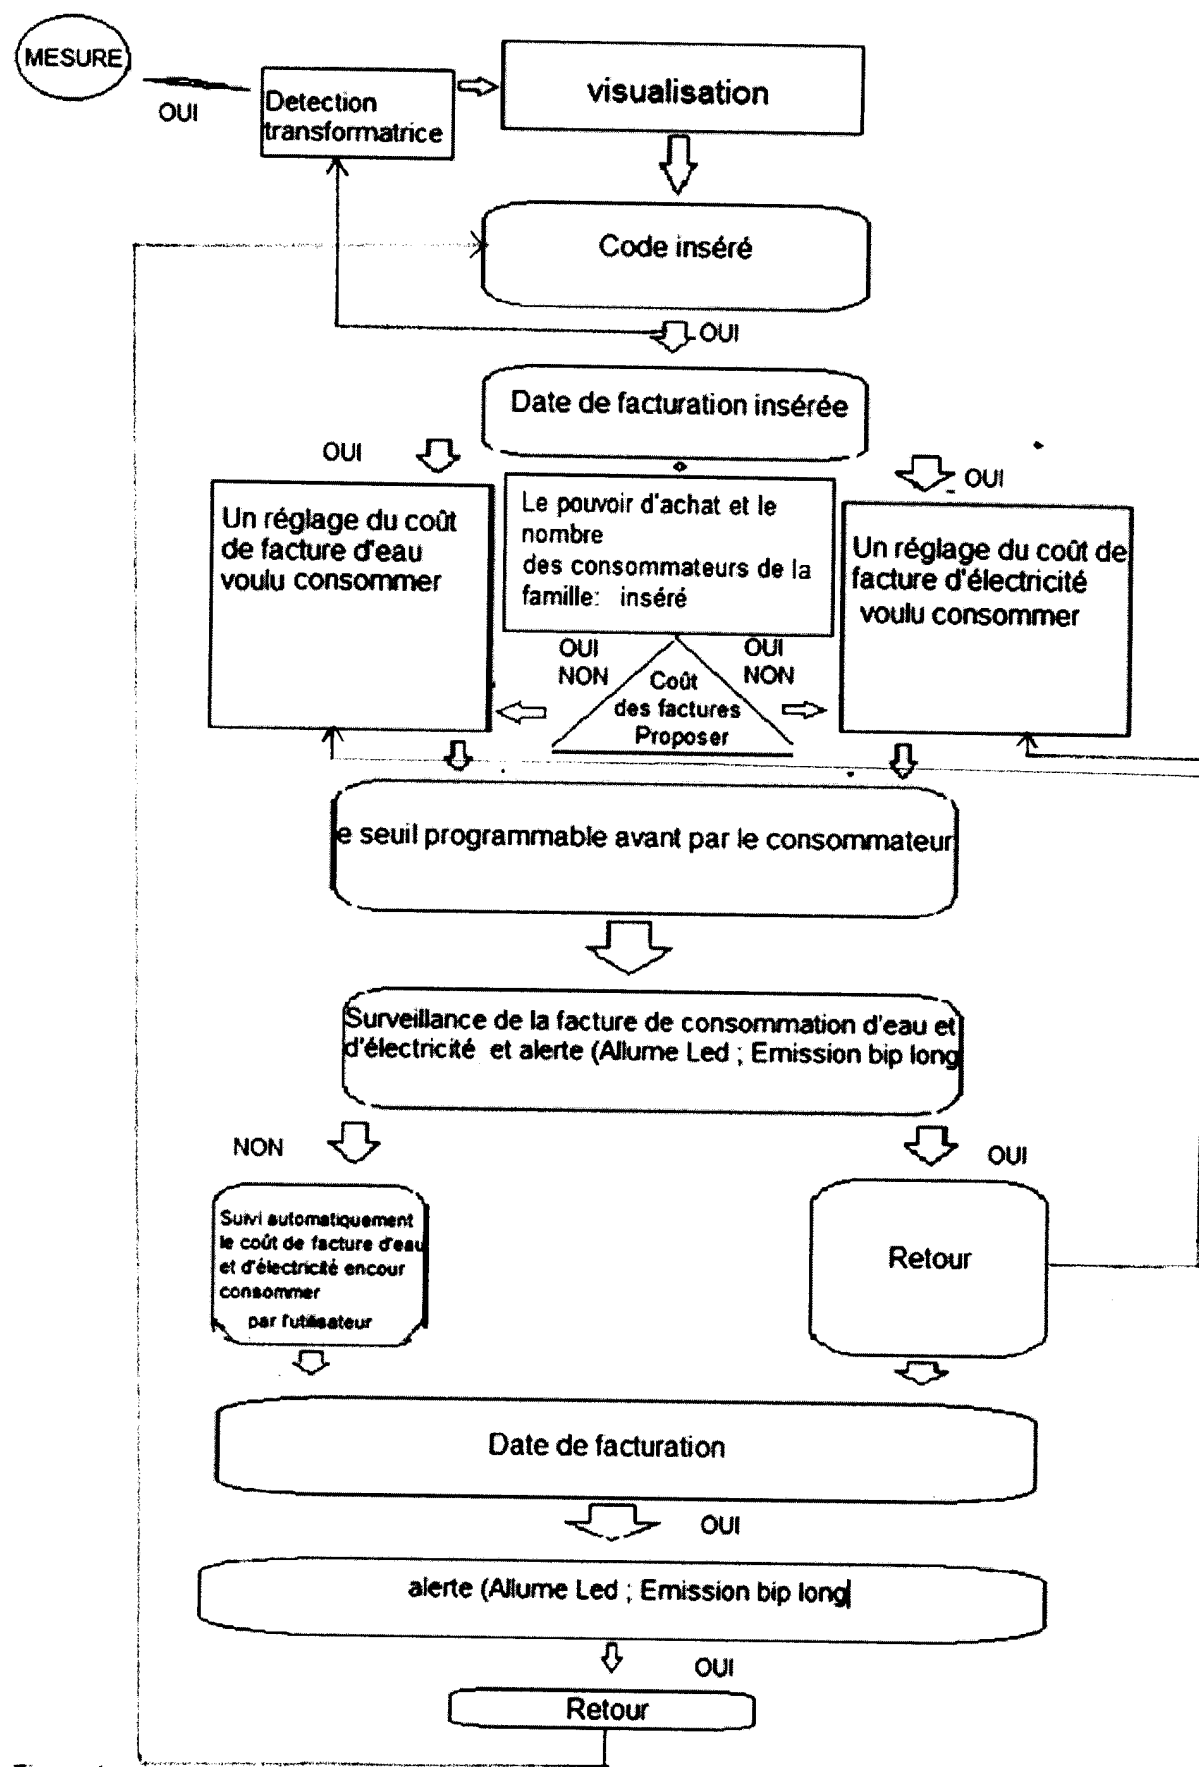 MESURE
OUI
Detection
transformatrice
visualisation
Code inséré
OUI
Date de facturation insérée
OUI
OUI
Un réglage du coût
de facture d'eau
voulu consommer
Le pouvoir d'achat et le
nombre
des consommateurs de la
famille: inséré
Un réglage du coût de
facture d'électricité
voulu consommer
OUI
NON
OUI
NON
Coût
des factures
Proposer
e seuil programmable avant par le consommateur
Surveillance de la facture de consommation d'eau et
d'électricité et alerte (Allume Led ; Emission bip long
NON
OUI
Suivi automatiquement
le coût de facture d'eau
et d'électricité encour
consommer
par l'utilisateur
Retour
Date de facturation
OUI
alerte (Allume Led ; Emission bip long
OUI
Retour